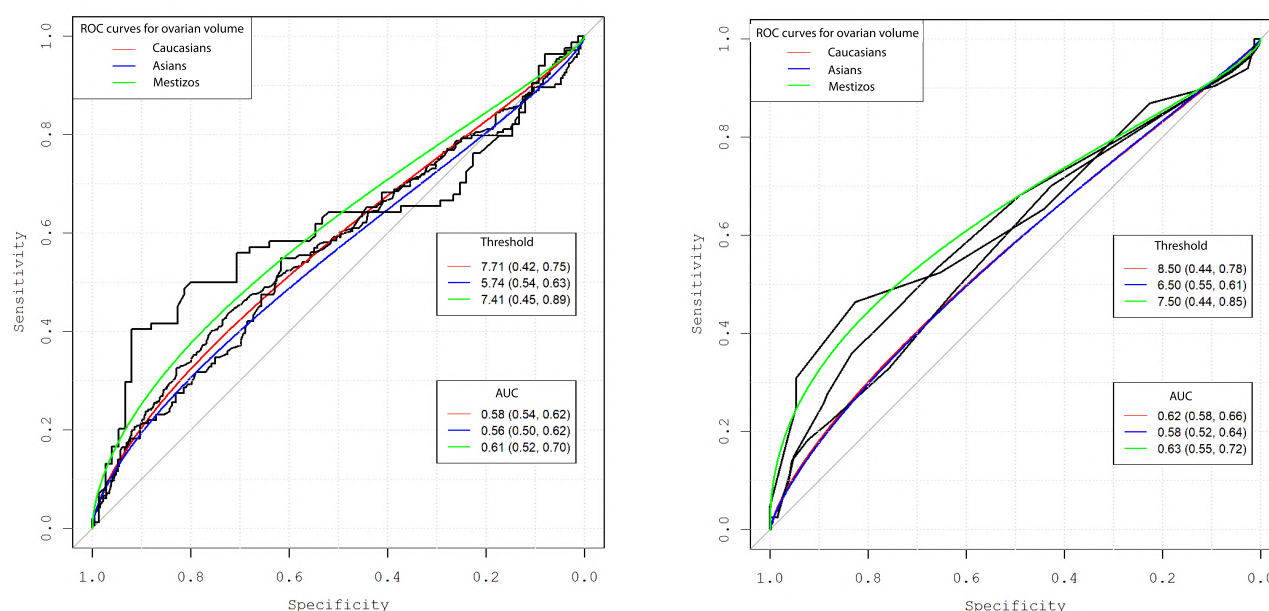 ROC curves for ovarian volume
Caucasians
Asians
Mestizos
1.0
0.8
0.6
0.4
0.2
0.0
Sensitivity
Threshold
7.71 (0.42, 0.75)
5.74 (0.54, 0.63)
7.41 (0.45, 0.89)
AUC
0.58 (0.54, 0.62)
0.56 (0.50, 0.62)
0.61 (0.52, 0.70)
1.0 0.8 0.6 0.4 0.2 0.0
Specificity
ROC curves for ovarian volume
Caucasians
Asians
Mestizos
1.0
0.8
0.6
0.4
0.2
0.0
Sensitivity
Threshold
8.50 (0.44, 0.78)
6.50 (0.55, 0.61)
7.50 (0.44, 0.85)
AUC
0.62 (0.58, 0.66)
0.58 (0.52, 0.64)
0.63 (0.55, 0.72)
1.0 0.8 0.6 0.4 0.2
Specificity